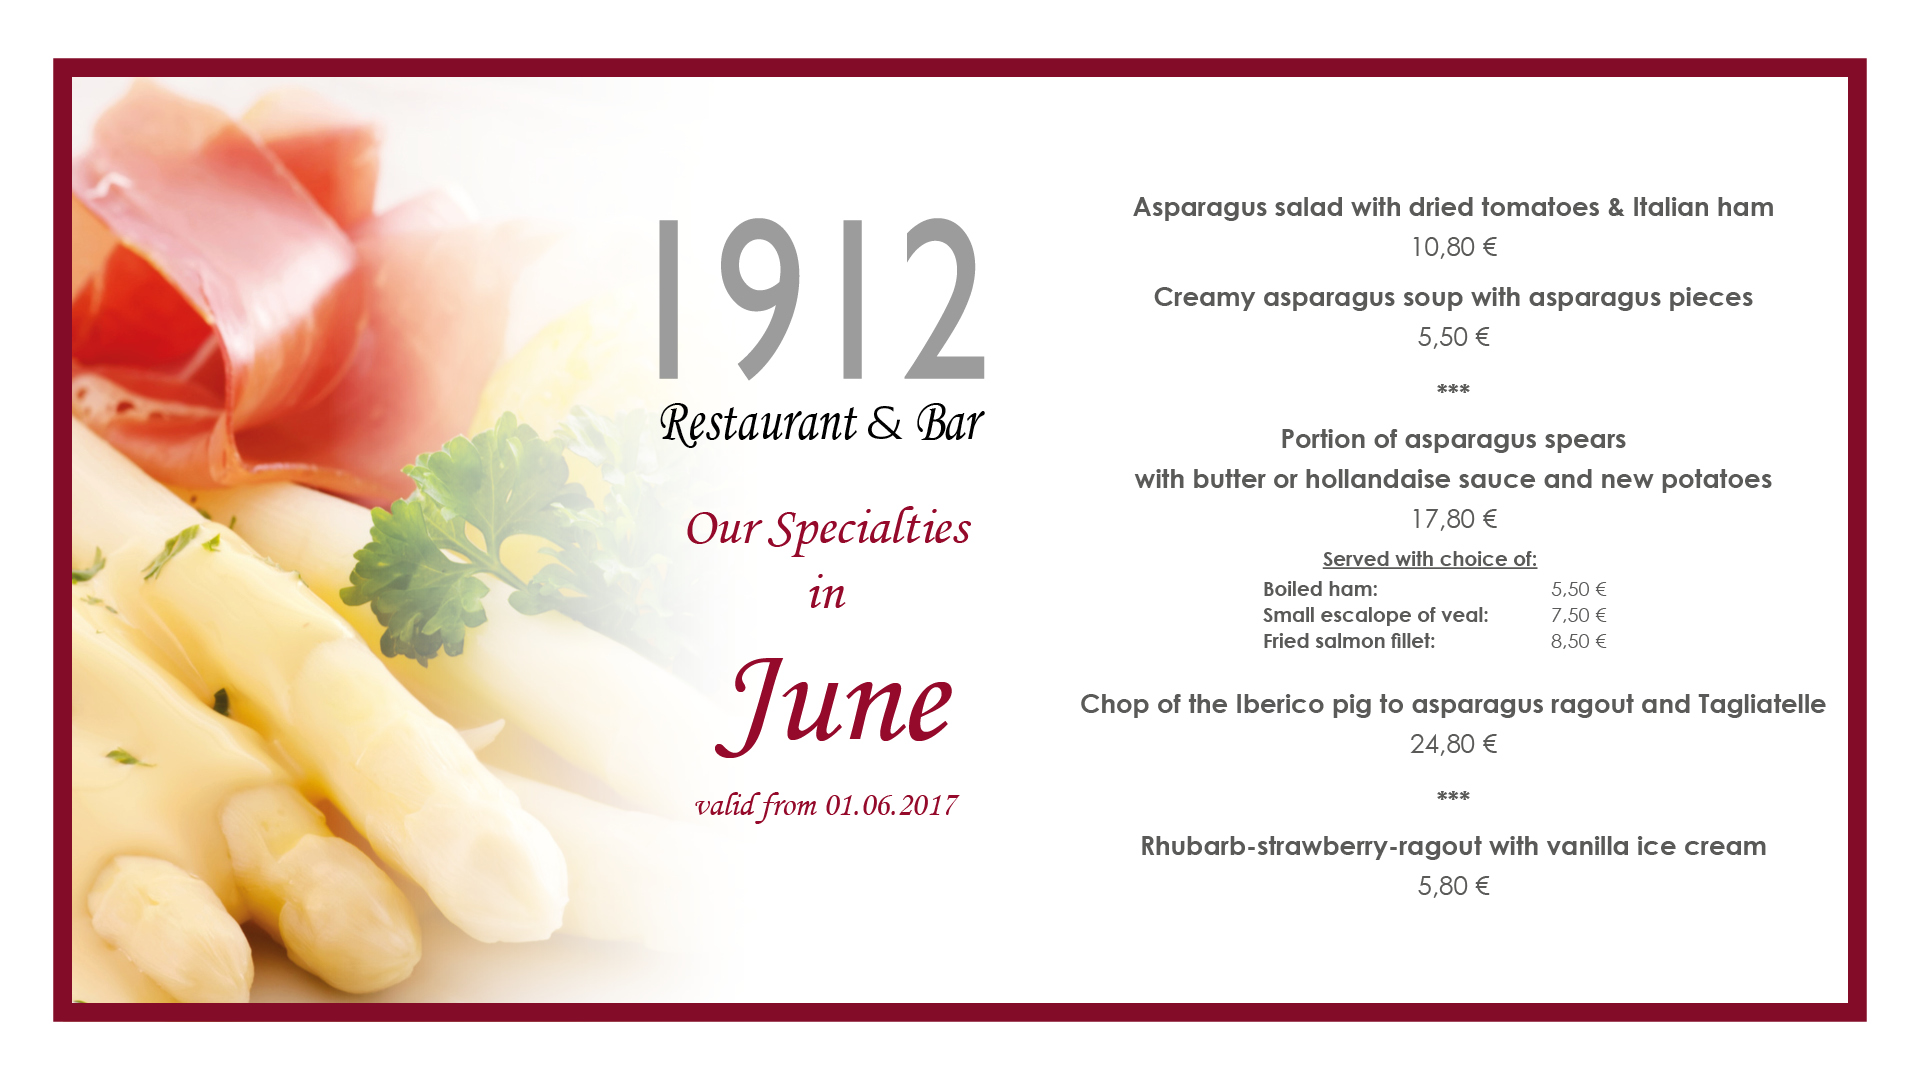 1912
Restaurant & Bar
Our Specialties
in
June
valid from 01.06.2017
Asparagus salad with dried tomatoes & Italian ham
10,80 €
Creamy asparagus soup with asparagus pieces
5,50 €
***
Portion of asparagus spears
with butter or hollandaise sauce and new potatoes
17,80 €
Served with choice of:
Boiled ham: 5,50 €
Small escalope of veal: 7,50 €
Fried salmon fillet: 8,50 €
Chop of the Iberico pig to asparagus ragout and Tagliatelle
24,80 €
***
Rhubarb-strawberry-ragout with vanilla ice cream
5,80 €